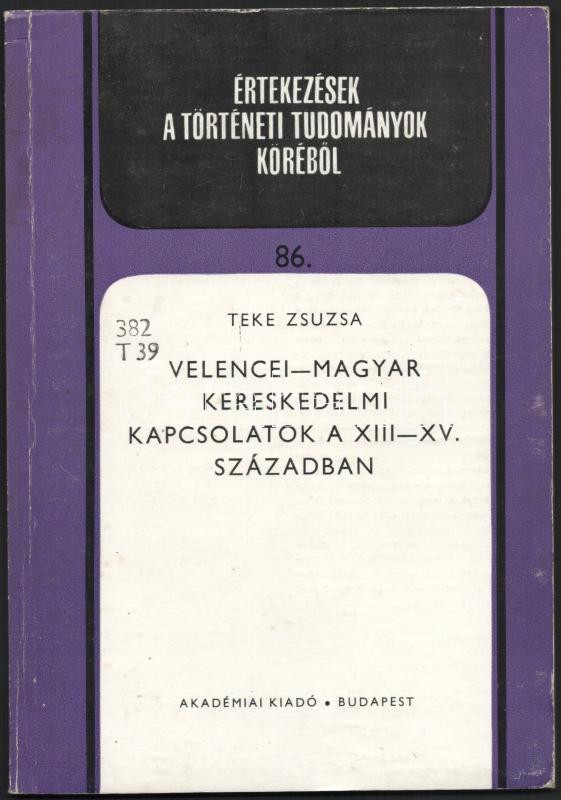 ÉRTEKEZÉSEK
A TÖRTÉNETI TUDOMÁNYOK
KÖRÉBŐL
86.
TEKE ZSUZSA
382
T 39
VELENCEI—MAGYAR
KERESKEDELMI
KAPCSOLATOK A XIII—XV.
SZÁZADBAN
AKADÉMIAI KIADÓ • BUDAPEST